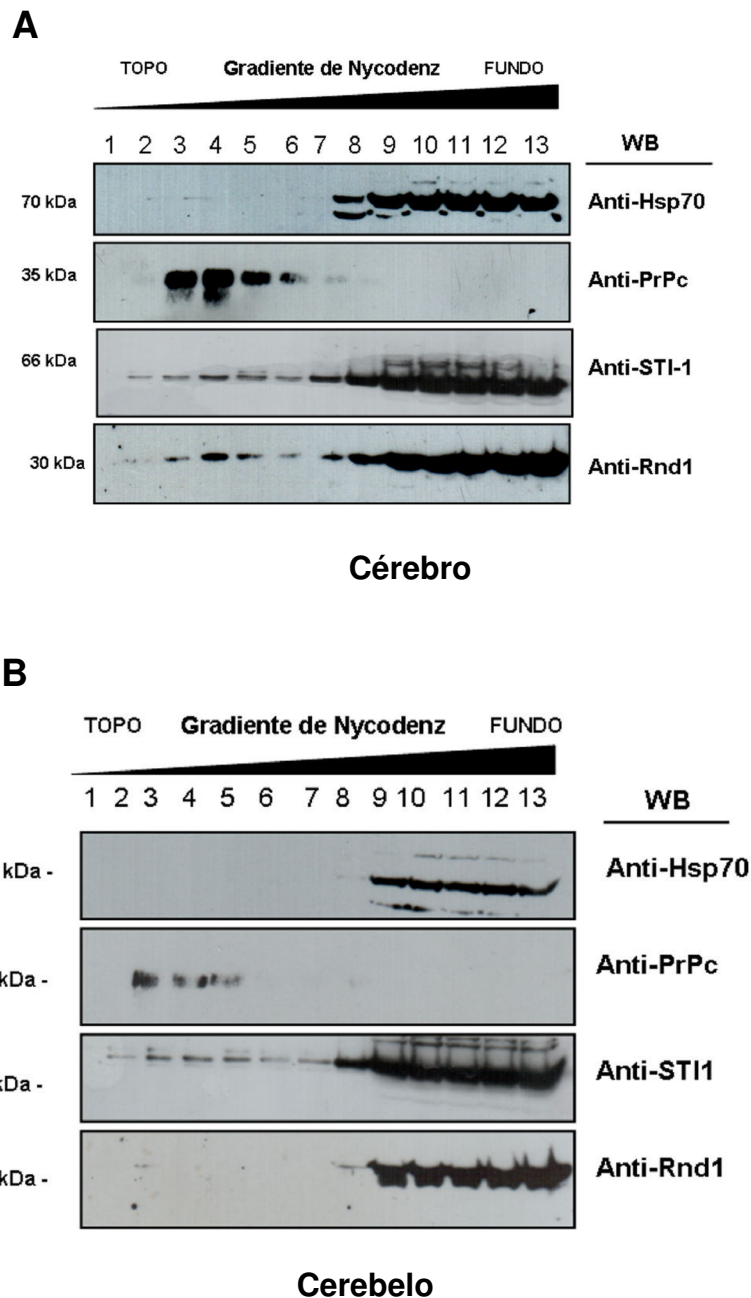 A
TOPO Gradiente de Nycodenz FUNDO
1 2 3 4 5 6 7 8 9 10 11 12 13 WB
70 kDa Anti-Hsp70
35 kDa Anti-PrPc
66 kDa Anti-STI-1
30 kDa Anti-Rnd1
Cérebro
B
TOPO Gradiente de Nycodenz FUNDO
1 2 3 4 5 6 7 8 9 10 11 12 13 WB
kDa - Anti-Hsp70
kDa - Anti-PrPc
kDa - Anti-STI1
kDa - Anti-Rnd1
Cerebelo